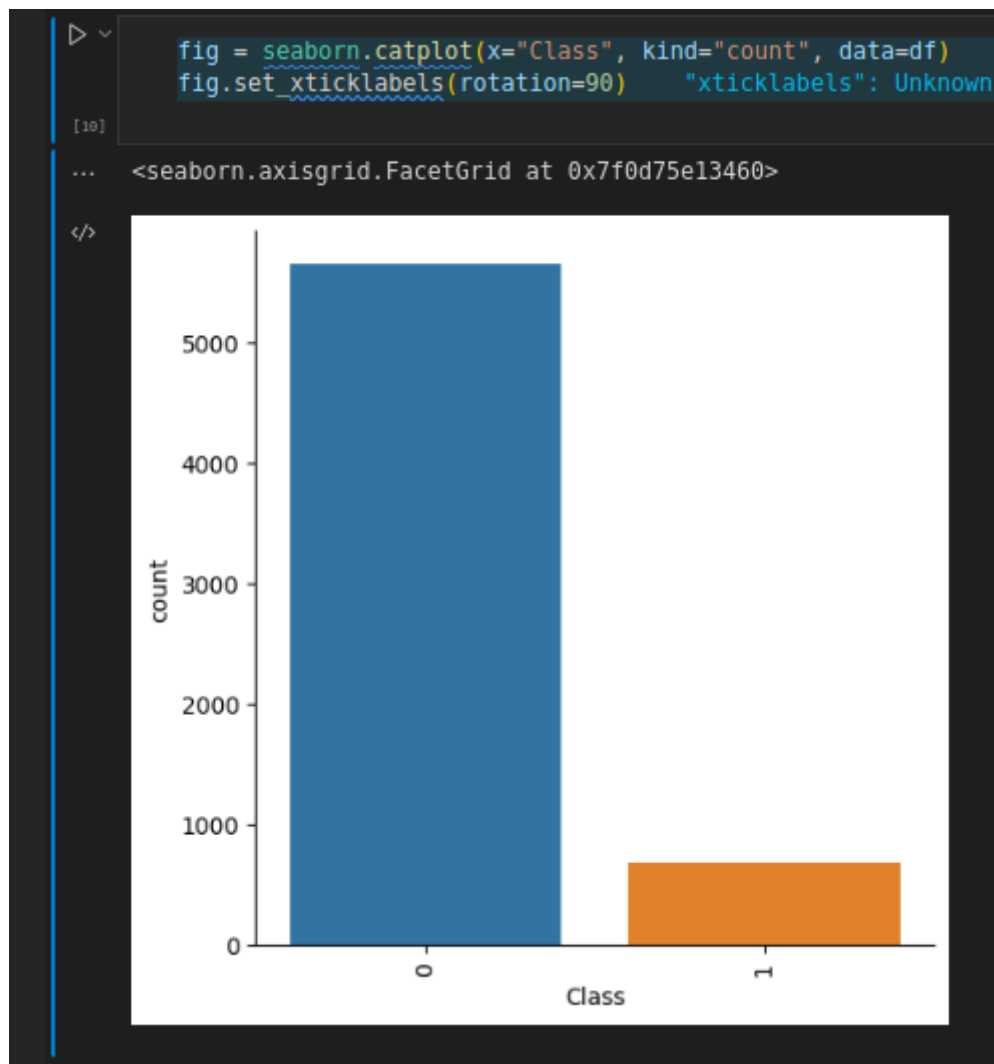 fig = seaborn.catplot(x="Class", kind="count", data=df)
fig.set_xticklabels(rotation=90) "xticklabels": Unknown
[10]
... <seaborn.axisgrid.FacetGrid at 0x7f0d75e13460>
</>
5000
4000
3000
2000
1000
0
count
0 1
Class